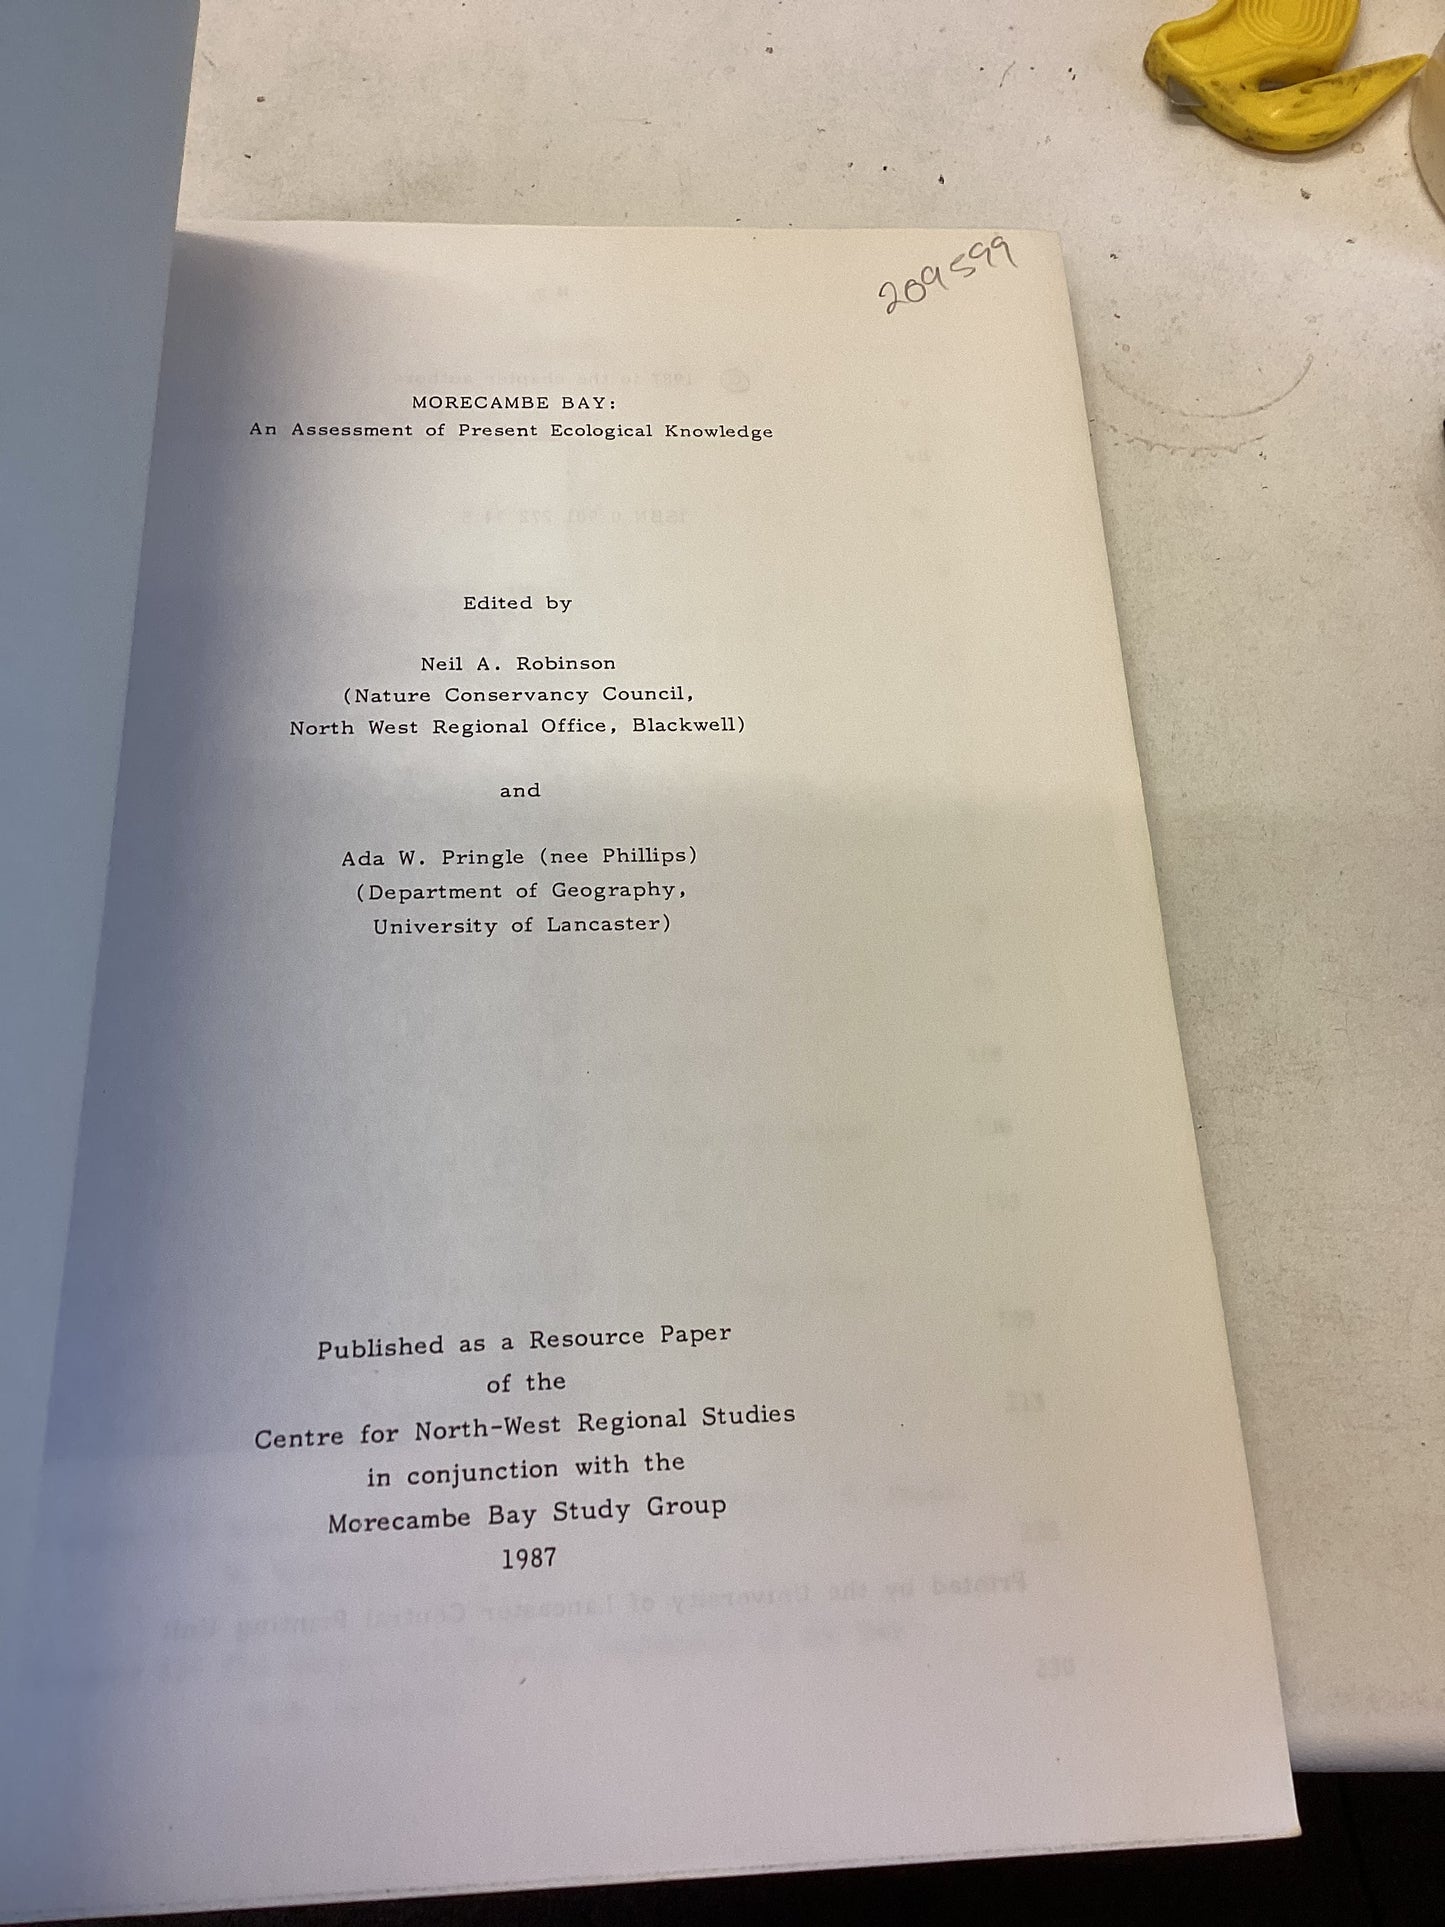 209599
MORECAMBE BAY:
An Assessment of Present Ecological Knowledge
Edited by
Neil A. Robinson
(Nature Conservancy Council,
North West Regional Office, Blackwell)
and
Ada W. Pringle (nee Phillips)
(Department of Geography,
University of Lancaster)
Published as a Resource Paper
of the
Centre for North-West Regional Studies
in conjunction with the
Morecambe Bay Study Group
1987